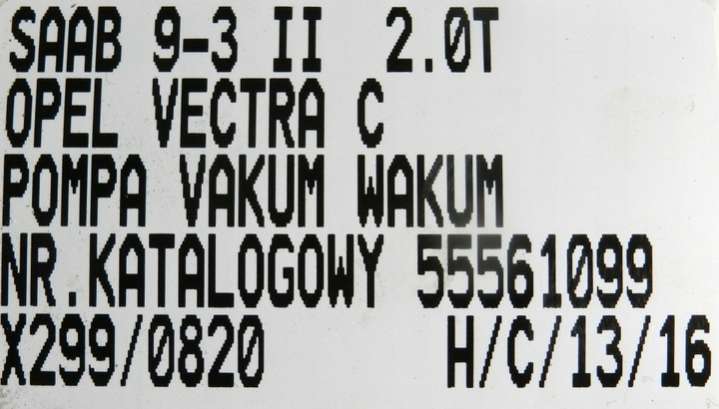 SAAB 9-3 II 2.0T
OPEL VECTRA C
POMPA VAKUM WAKUM
NR.KATALOGOWY 55561099
X299/0820 H/C/13/16